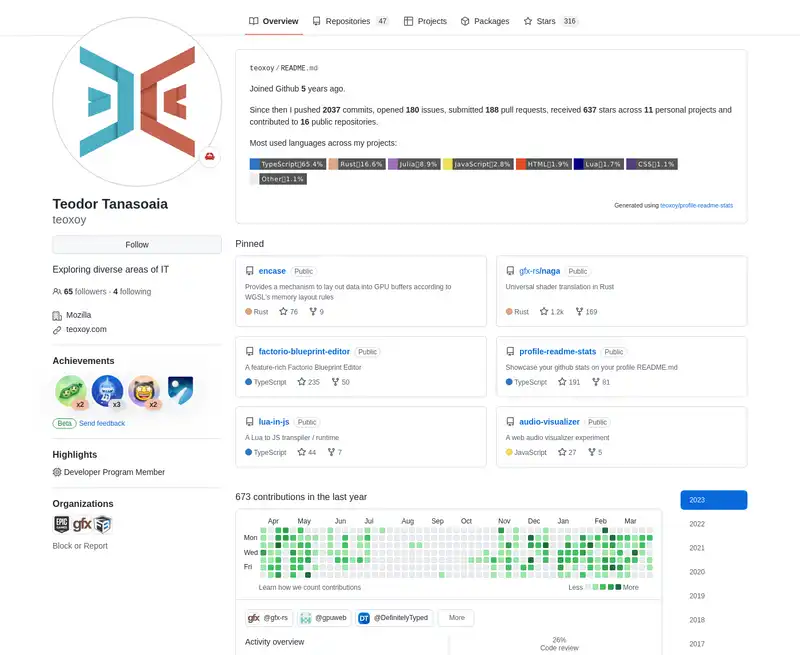 Overview Repositories 47 Projects Packages Stars 316
teoxoy / README.md
Joined Github 5 years ago.
Since then I pushed 2037 commits, opened 180 issues, submitted 188 pull requests, received 637 stars across 11 personal projects and
contributed to 16 public repositories.
Most used languages across my projects:
TypeScript 65.4% Rust 16.6% Julia 8.9% JavaScript 2.8% HTML 1.9% Lua 1.7% CSS 1.1%
Other 1.1%
Generated using teoxoy/profile-readme-stats
Teodor Tanasoaia
teoxoy
Follow
Exploring diverse areas of IT
65 followers · 4 following
Mozilla
teoxoy.com
Achievements
x2 x3 x2
Beta Send feedback
Highlights
Developer Program Member
Organizations
EPIC gfx
Block or Report
Pinned
encase Public
Provides a mechanism to lay out data into GPU buffers according to
WGSL's memory layout rules
Rust 76 9
gfx-rs/naga Public
Universal shader translation in Rust
Rust 1.2k 169
factorio-blueprint-editor Public
A feature-rich Factorio Blueprint Editor
TypeScript 235 50
profile-readme-stats Public
Showcase your github stats on your profile README.md
TypeScript 191 81
lua-in-js Public
A Lua to JS transpiler / runtime
TypeScript 44 7
audio-visualizer Public
A web audio visualizer experiment
JavaScript 27 5
673 contributions in the last year
Apr May Jun Jul Aug Sep Oct Nov Dec Jan Feb Mar
Mon
Wed
Fri
Learn how we count contributions Less More
gfx @gfx-rs @gpuweb DT @DefinitelyTyped More
Activity overview
26%
Code review
2023
2022
2021
2020
2019
2018
2017